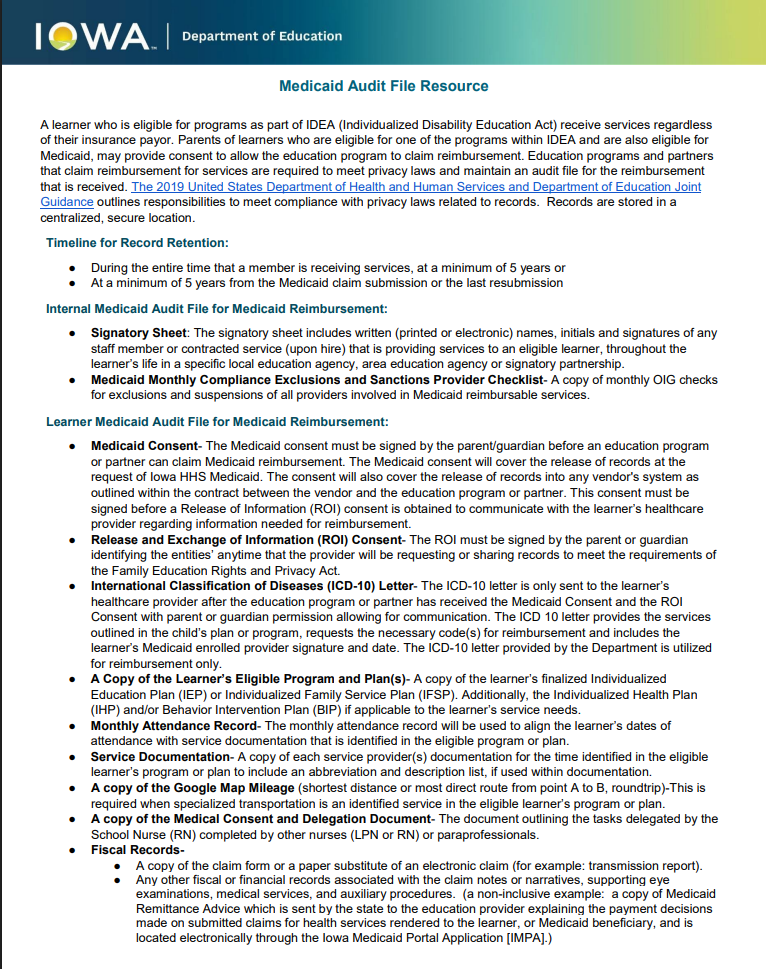 IOWA
Department of Education
Medicaid Audit File Resource
A learner who is eligible for programs as part of IDEA (Individualized Disability Education Act) receive services regardless
of their insurance payor. Parents of learners who are eligible for one of the programs within IDEA and are also eligible for
Medicaid, may provide consent to allow the education program to claim reimbursement. Education programs and partners
that claim reimbursement for services are required to meet privacy laws and maintain an audit file for the reimbursement
that is received. The 2019 United States Department of Health and Human Services and Department of Education Joint
Guidance outlines responsibilities to meet compliance with privacy laws related to records.  Records are stored in a
centralized, secure location.
Timeline for Record Retention:
● During the entire time that a member is receiving services, at a minimum of 5 years or
● At a minimum of 5 years from the Medicaid claim submission or the last resubmission
Internal Medicaid Audit File for Medicaid Reimbursement:
● Signatory Sheet: The signatory sheet includes written (printed or electronic) names, initials and signatures of any
staff member or contracted service (upon hire) that is providing services to an eligible learner, throughout the
learner's life in a specific local education agency, area education agency or signatory partnership.
● Medicaid Monthly Compliance Exclusions and Sanctions Provider Checklist- A copy of monthly OIG checks
for exclusions and suspensions of all providers involved in Medicaid reimbursable services.
Learner Medicaid Audit File for Medicaid Reimbursement:
● Medicaid Consent- The Medicaid consent must be signed by the parent/guardian before an education program
or partner can claim Medicaid reimbursement. The Medicaid consent will cover the release of records at the
request of Iowa HHS Medicaid. The consent will also cover the release of records into any vendor's system as
outlined within the contract between the vendor and the education program or partner. This consent must be
signed before a Release of Information (ROI) consent is obtained to communicate with the learner's healthcare
provider regarding information needed for reimbursement.
● Release and Exchange of Information (ROI) Consent- The ROI must be signed by the parent or guardian
identifying the entities' anytime that the provider will be requesting or sharing records to meet the requirements of
the Family Education Rights and Privacy Act.
● International Classification of Diseases (ICD-10) Letter- The ICD-10 letter is only sent to the learner's
healthcare provider after the education program or partner has received the Medicaid Consent and the ROI
Consent with parent or guardian permission allowing for communication. The ICD 10 letter provides the services
outlined in the child's plan or program, requests the necessary code(s) for reimbursement and includes the
learner's Medicaid enrolled provider signature and date. The ICD-10 letter provided by the Department is utilized
for reimbursement only.
● A Copy of the Learner's Eligible Program and Plan(s)- A copy of the learner's finalized Individualized
Education Plan (IEP) or Individualized Family Service Plan (IFSP). Additionally, the Individualized Health Plan
(IHP) and/or Behavior Intervention Plan (BIP) if applicable to the learner's service needs.
● Monthly Attendance Record- The monthly attendance record will be used to align the learner's dates of
attendance with service documentation that is identified in the eligible program or plan.
● Service Documentation- A copy of each service provider(s) documentation for the time identified in the eligible
learner's program or plan to include an abbreviation and description list, if used within documentation.
● A copy of the Google Map Mileage (shortest distance or most direct route from point A to B, roundtrip)-This is
required when specialized transportation is an identified service in the eligible learner's program or plan.
● A copy of the Medical Consent and Delegation Document- The document outlining the tasks delegated by the
School Nurse (RN) completed by other nurses (LPN or RN) or paraprofessionals.
● Fiscal Records-
● A copy of the claim form or a paper substitute of an electronic claim (for example: transmission report).
● Any other fiscal or financial records associated with the claim notes or narratives, supporting eye
examinations, medical services, and auxiliary procedures.  (a non-inclusive example:  a copy of Medicaid
Remittance Advice which is sent by the state to the education provider explaining the payment decisions
made on submitted claims for health services rendered to the learner, or Medicaid beneficiary, and is
located electronically through the Iowa Medicaid Portal Application [IMPA].)